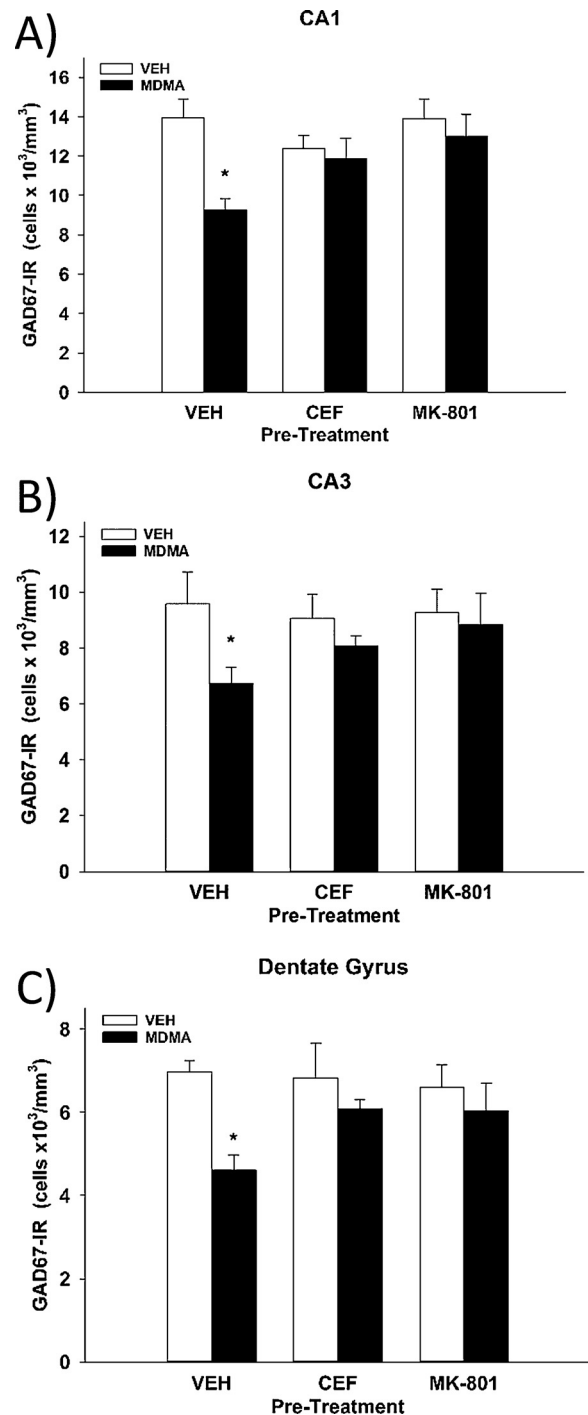 A)
CA1
VEH
MDMA
GAD67-IR (cells x 10³/mm³)
16
14
12
10
8
6
4
2
0
VEH CEF MK-801
Pre-Treatment
*
B)
CA3
VEH
MDMA
GAD67-IR (cells x 10³/mm³)
12
10
8
6
4
2
0
VEH CEF MK-801
Pre-Treatment
*
C)
Dentate Gyrus
VEH
MDMA
GAD67-IR (cells x10³/mm³)
8
6
4
2
0
VEH CEF MK-801
Pre-Treatment
*